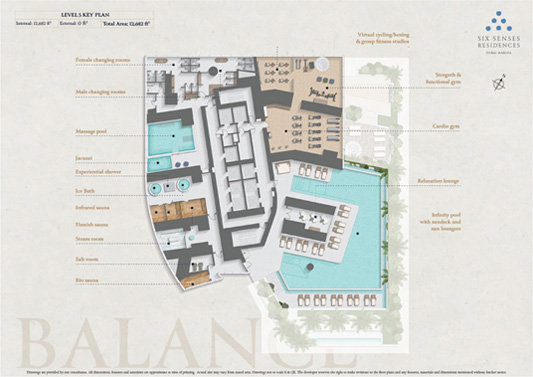 LEVEL 5 KEY PLAN
Internal: 12,682 ft² External: 0 ft² Total Area: 12,682 ft²
SIX SENSES
RESIDENCES
DUBAI MARINA
Virtual cycling/boxing
& group fitness studios
Female changing rooms
Strength &
functional gym
Male changing rooms
Cardio gym
Massage pool
Jacuzzi
Experiential shower
Relaxation lounge
Ice Bath
Infrared sauna
Infinity pool
with sundeck and
sun loungers
Finnish sauna
Steam room
Salt room
Bio sauna
BALANCE